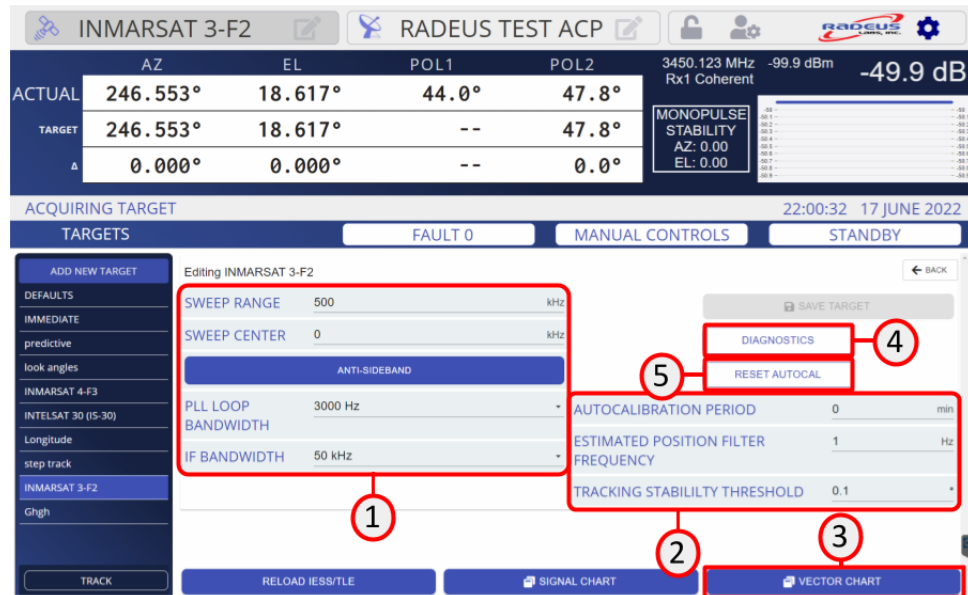 INMARSAT 3-F2 RADEUS TEST ACP RADEUS LABS, INC.
AZ EL POL1 POL2 3450.123 MHz -99.9 dBm -49.9 dB
Rx1 Coherent
ACTUAL 246.553° 18.617° 44.0° 47.8°
TARGET 246.553° 18.617° -- 47.8°
Δ 0.000° 0.000° -- 0.0°
MONOPULSE
STABILITY
AZ: 0.00
EL: 0.00
ACQUIRING TARGET 22:00:32 17 JUNE 2022
TARGETS FAULT 0 MANUAL CONTROLS STANDBY
ADD NEW TARGET
DEFAULTS
IMMEDIATE
predictive
look angles
INMARSAT 4-F3
INTELSAT 30 (IS-30)
Longitude
step track
INMARSAT 3-F2
Ghgh
TRACK
Editing INMARSAT 3-F2 BACK
SWEEP RANGE 500 kHz
SWEEP CENTER 0 kHz
ANTI-SIDEBAND
PLL LOOP BANDWIDTH 3000 Hz
IF BANDWIDTH 50 kHz
1
SAVE TARGET
DIAGNOSTICS 4
5 RESET AUTOCAL
AUTOCALIBRATION PERIOD 0 min
ESTIMATED POSITION FILTER FREQUENCY 1 Hz
TRACKING STABILILTY THRESHOLD 0.1 °
2
3
RELOAD IESS/TLE SIGNAL CHART VECTOR CHART